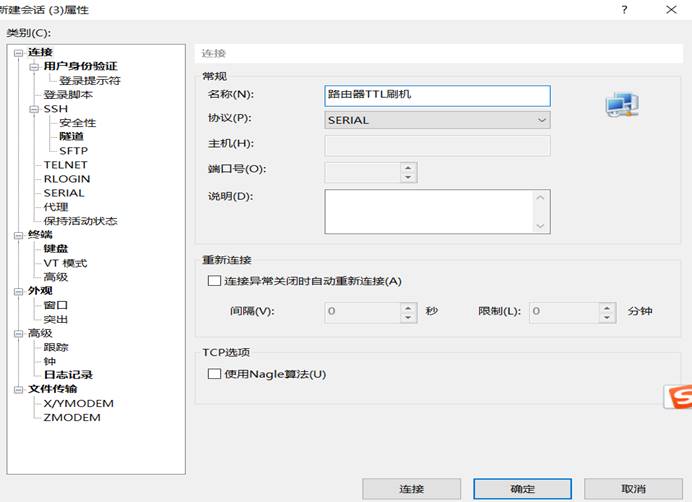 新建会话 (3)属性
类别(C):
连接
用户身份验证
登录提示符
登录脚本
SSH
安全性
隧道
SFTP
TELNET
RLOGIN
SERIAL
代理
保持活动状态
终端
键盘
VT 模式
高级
外观
窗口
突出
高级
跟踪
钟
日志记录
文件传输
X/YMODEM
ZMODEM
连接
常规
名称(N):
路由器TTL刷机
协议(P):
SERIAL
主机(H):
端口号(O):
说明(D):
重新连接
连接异常关闭时自动重新连接(A)
间隔(V): 0 秒 限制(L): 0 分钟
TCP选项
使用Nagle算法(U)
连接 确定 取消